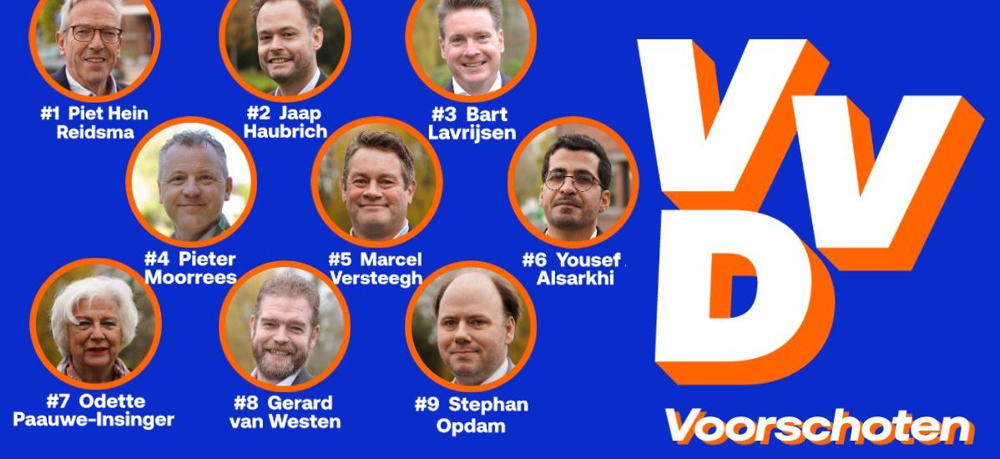 #1 Piet Hein
Reidsma
#2 Jaap
Haubrich
#3 Bart
Lavrijsen
#4 Pieter
Moorrees
#5 Marcel
Versteegh
#6 Yousef
Alsarkhi
#7 Odette
Paauwe-Insinger
#8 Gerard
van Westen
#9 Stephan
Opdam
VVD
Voorschoten